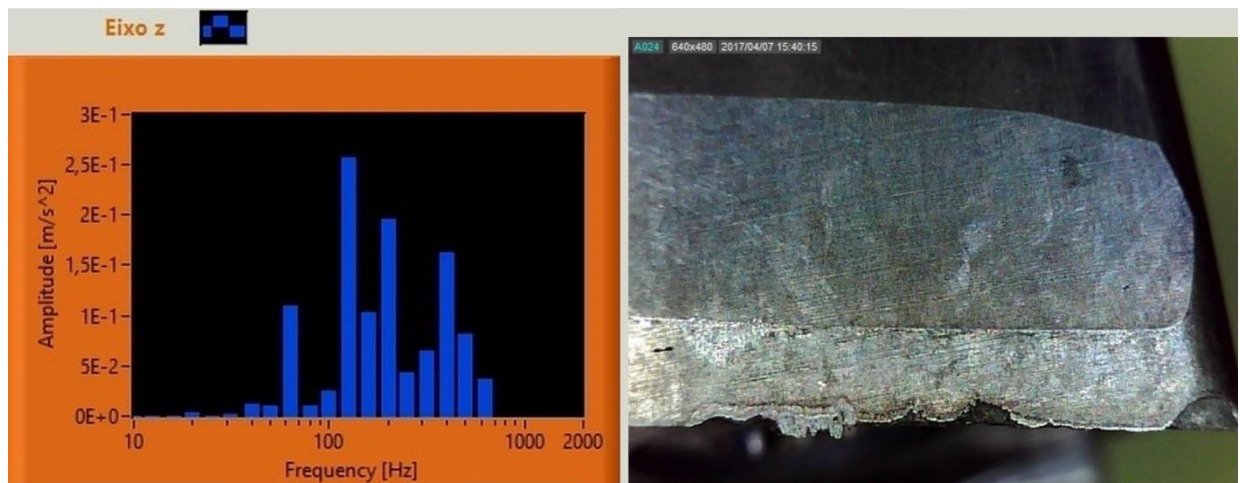 Eixo z
3E-1
2,5E-1
2E-1
1,5E-1
1E-1
5E-2
0E+0
Amplitude [m/s^2]
10 100 1000 2000
Frequency [Hz]
A024 640x480 2017/04/07 15:40:15